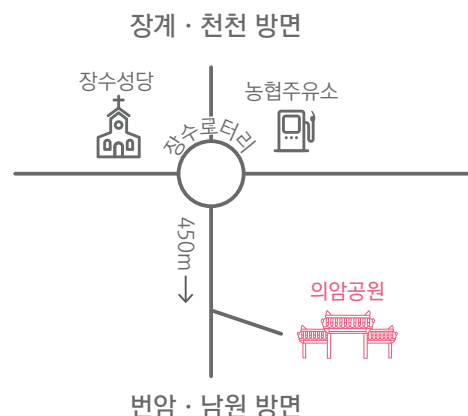 장계 · 천천 방면
장수성당
농협주유소
장수로터리
450m
의암공원
번암 · 남원 방면